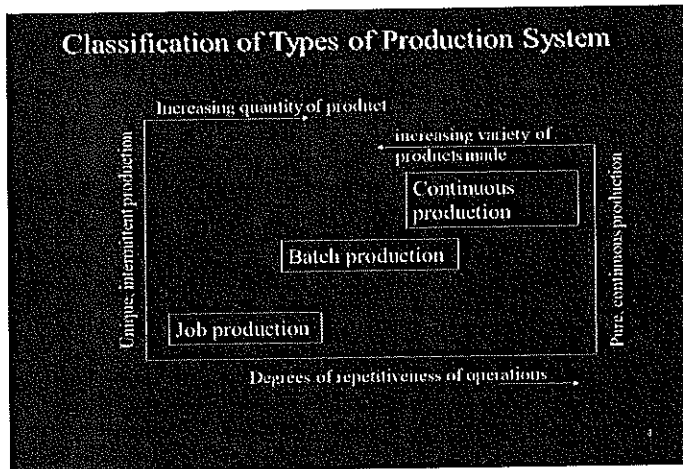 Classification of Types of Production System
Increasing quantity of product
increasing variety of
products made
Continuous
production
Batch production
Job production
Unique, intermittent production
Pure, continuous production
Degrees of repetitiveness of operations
4